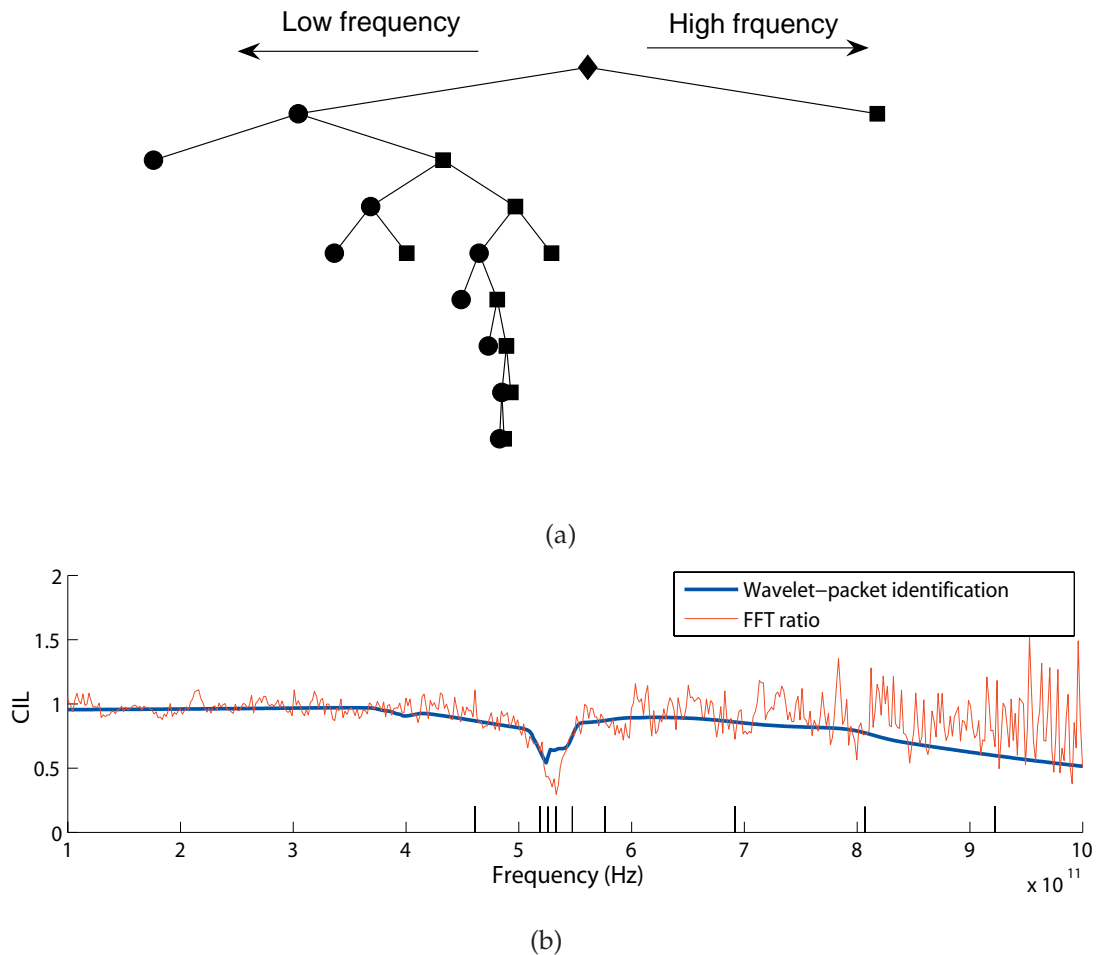 Low frequency
High frquency
(a)
2
1.5
1
0.5
0
CIL
Wavelet−packet identification
FFT ratio
1 2 3 4 5 6 7 8 9 10
Frequency (Hz)
x 10 11
(b)